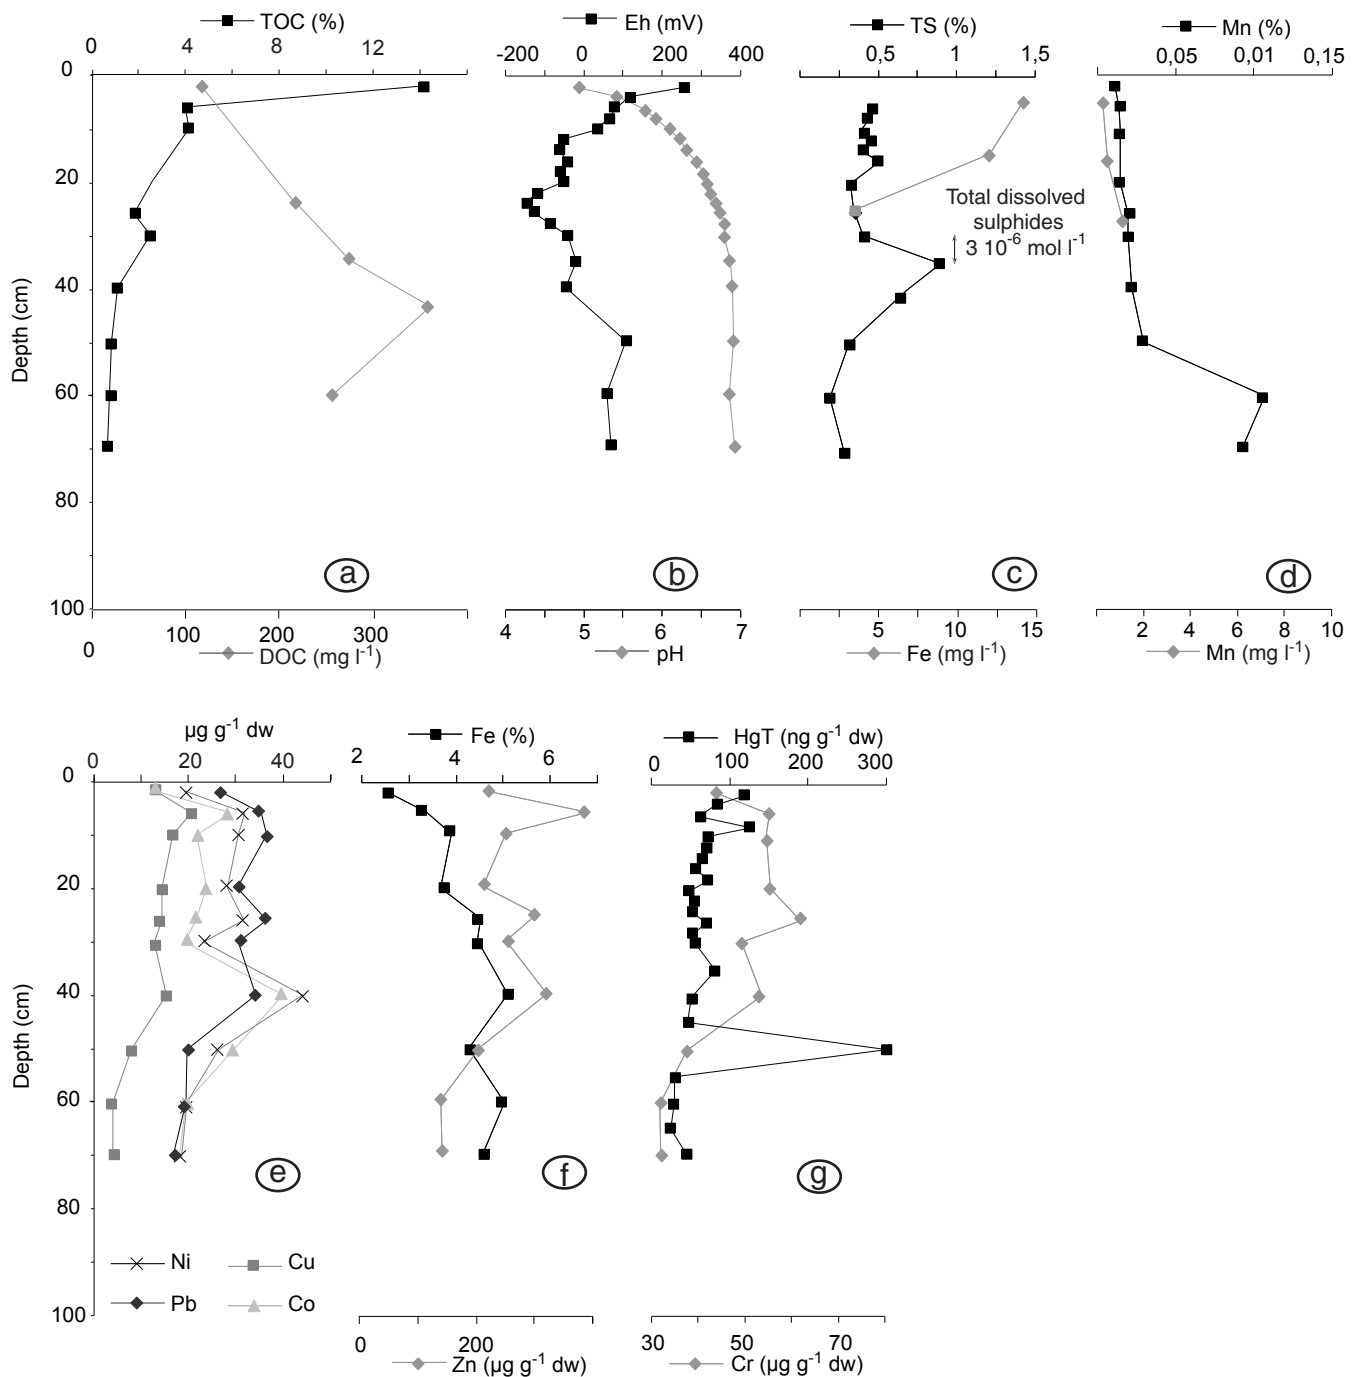 TOC (%)
0 4 8 12
Eh (mV)
-200 0 200 400
TS (%)
0,5 1 1,5
Mn (%)
0,05 0,01 0,15
0
20
40
60
80
100
Depth (cm)
Total dissolved
sulphides
3 10⁻⁶ mol l⁻¹
a
b
c
d
0 100 200 300
DOC (mg l⁻¹)
4 5 6 7
pH
5 10 15
Fe (mg l⁻¹)
2 4 6 8 10
Mn (mg l⁻¹)
µg g⁻¹ dw
0 20 40
Fe (%)
2 4 6
HgT (ng g⁻¹ dw)
0 100 200 300
0
20
40
60
80
100
Depth (cm)
e
f
g
Ni
Cu
Pb
Co
0 200
Zn (µg g⁻¹ dw)
30 50 70
Cr (µg g⁻¹ dw)